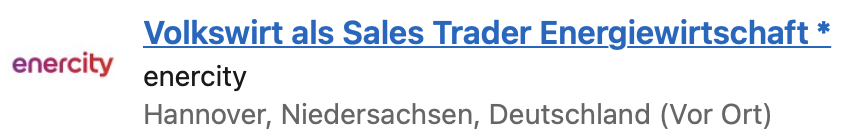 Volkswirt als Sales Trader Energiewirtschaft *
enercity
enercity
Hannover, Niedersachsen, Deutschland (Vor Ort)